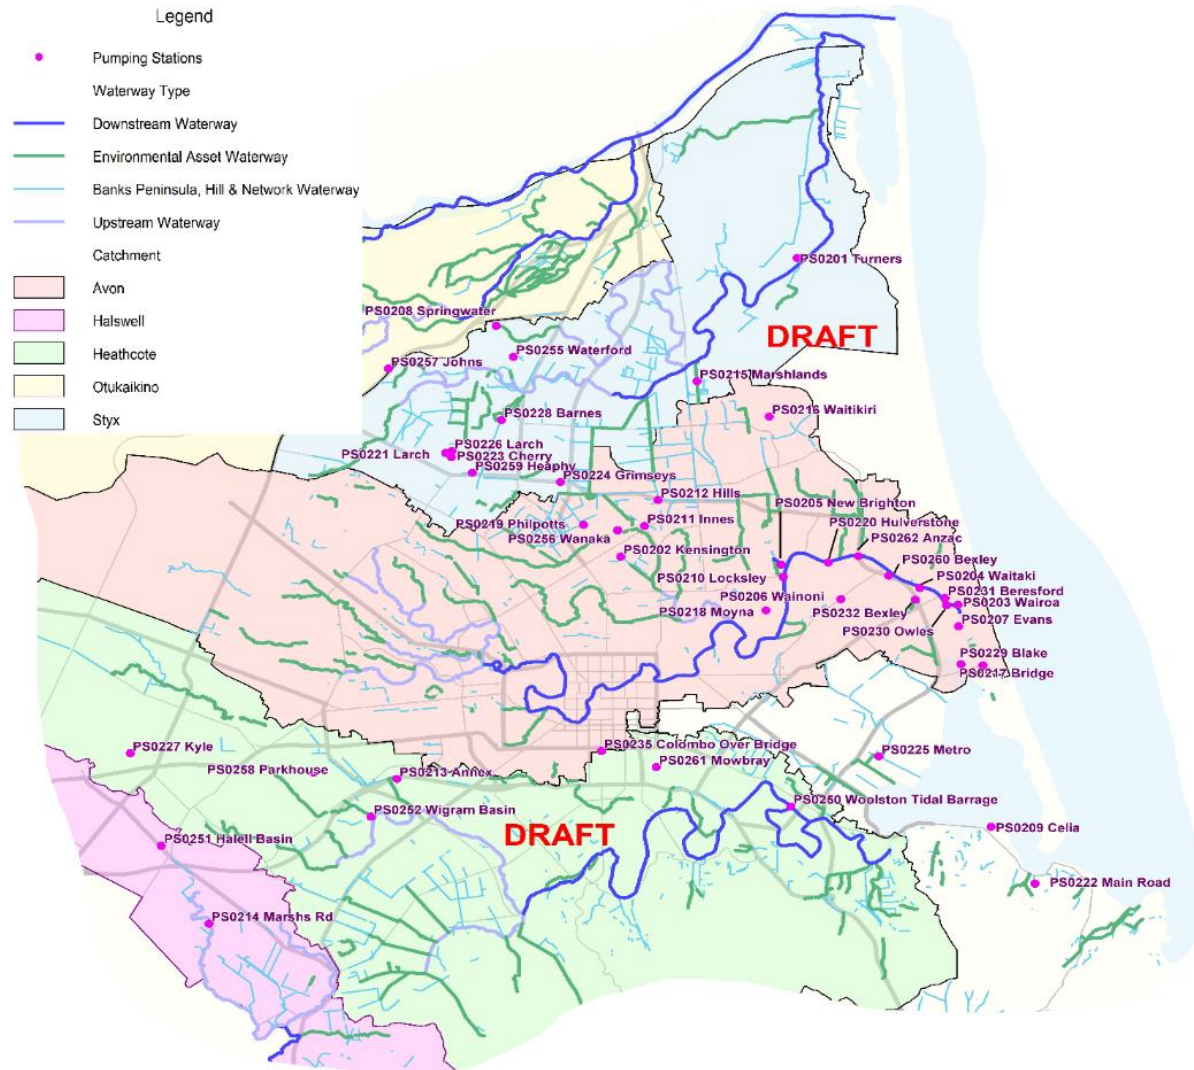 Legend
Pumping Stations
Waterway Type
Downstream Waterway
Environmental Asset Waterway
Banks Peninsula, Hill & Network Waterway
Upstream Waterway
Catchment
Avon
Halswell
Heathcote
Otukaikino
Styx
PS0201 Turners
PS0208 Springwater
DRAFT
PS0255 Waterford
PS0257 Johns
PS0215 Marshlands
PS0228 Barnes
PS0216 Waitikiri
PS0226 Larch
PS0221 Larch
PS0223 Cherry
PS0259 Heaphy
PS0224 Grimseys
PS0212 Hills
PS0205 New Brighton
PS0219 Philpotts
PS0211 Innes
PS0220 Hulverstone
PS0256 Wanaka
PS0262 Anzac
PS0202 Kensington
PS0260 Bexley
PS0210 Locksley
PS0204 Waitaki
PS0231 Beresford
PS0206 Wainoni
PS0203 Wairoa
PS0218 Moyna
PS0232 Bexley
PS0207 Evans
PS0230 Owles
PS0229 Blake
PS0217 Bridge
PS0227 Kyle
PS0235 Colombo Over Bridge
PS0225 Metro
PS0261 Mowbray
PS0258 Parkhouse
PS0213 Annex
PS0250 Woolston Tidal Barrage
PS0252 Wigram Basin
PS0209 Celia
DRAFT
PS0251 Halell Basin
PS0222 Main Road
PS0214 Marshs Rd